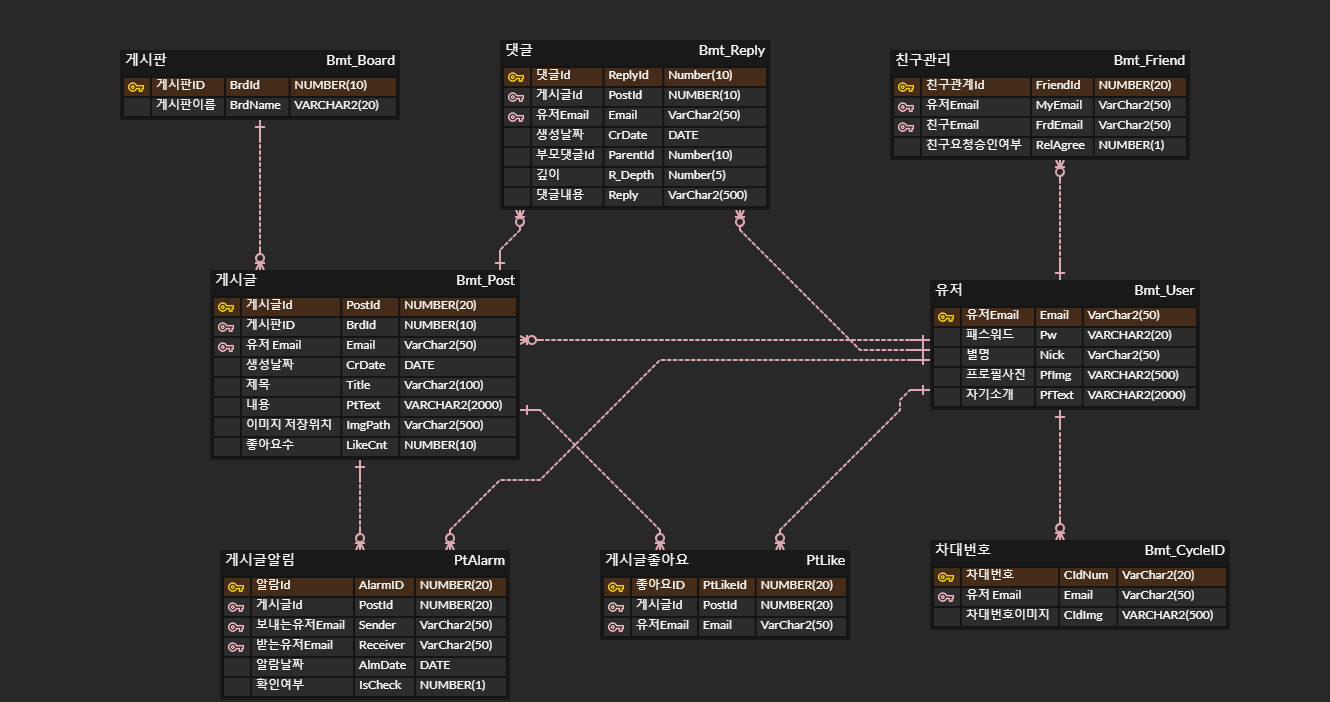 게시판 Bmt_Board
게시판ID BrdId NUMBER(10)
게시판이름 BrdName VARCHAR2(20)
댓글 Bmt_Reply
댓글Id ReplyId Number(10)
게시글Id PostId NUMBER(10)
유저Email Email VarChar2(50)
생성날짜 CrDate DATE
부모댓글Id ParentId Number(10)
깊이 R_Depth Number(5)
댓글내용 Reply VarChar2(500)
친구관리 Bmt_Friend
친구관계Id FriendId NUMBER(20)
유저Email MyEmail VarChar2(50)
친구Email FrdEmail VarChar2(50)
친구요청승인여부 RelAgree NUMBER(1)
게시글 Bmt_Post
게시글Id PostId NUMBER(20)
게시판ID BrdId NUMBER(10)
유저 Email Email VarChar2(50)
생성날짜 CrDate DATE
제목 Title VarChar2(100)
내용 PtText VARCHAR2(2000)
이미지 저장위치 ImgPath VarChar2(500)
좋아요수 LikeCnt NUMBER(10)
유저 Bmt_User
유저Email Email VarChar2(50)
패스워드 Pw VARCHAR2(20)
별명 Nick VarChar2(50)
프로필사진 PfImg VARCHAR2(500)
자기소개 PfText VARCHAR2(2000)
게시글알림 PtAlarm
알람Id AlarmID NUMBER(20)
게시글Id PostId NUMBER(20)
보내는유저Email Sender VarChar2(50)
받는유저Email Receiver VarChar2(50)
알람날짜 AlmDate DATE
확인여부 IsCheck NUMBER(1)
게시글좋아요 PtLike
좋아요ID PtLikeId NUMBER(20)
게시글Id PostId NUMBER(20)
유저Email Email VarChar2(50)
차대번호 Bmt_CycleID
차대번호 CldNum VarChar2(20)
유저 Email Email VarChar2(50)
차대번호이미지 CldImg VARCHAR2(500)